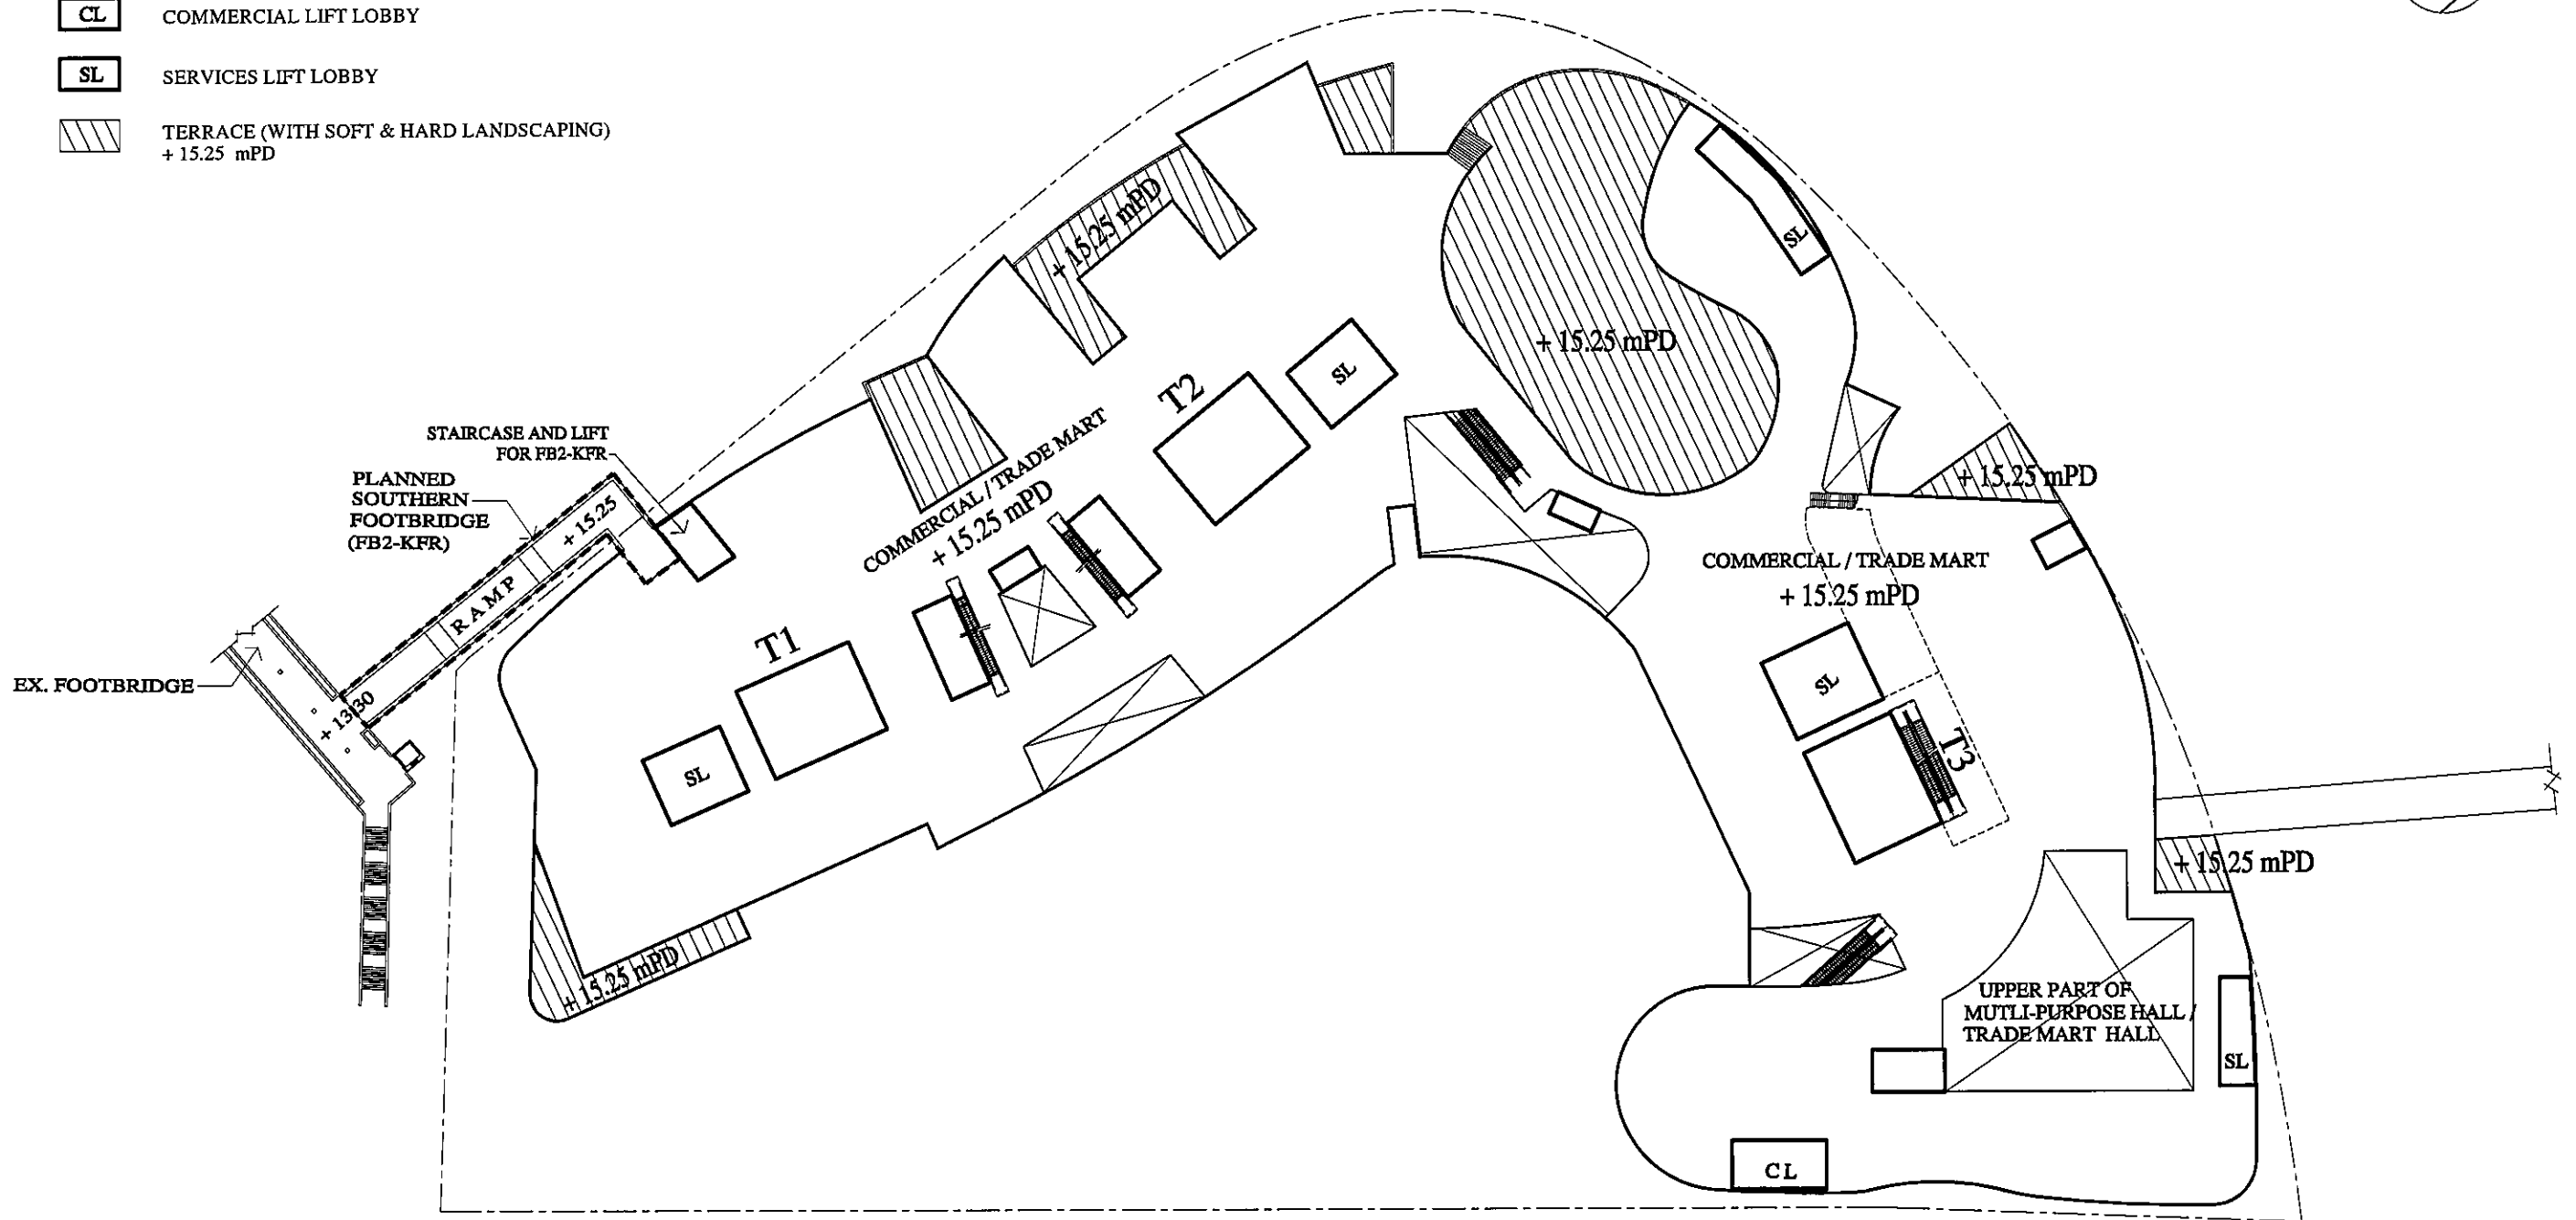 CL COMMERCIAL LIFT LOBBY
SL SERVICES LIFT LOBBY
TERRACE (WITH SOFT & HARD LANDSCAPING)
+ 15.25 mPD
+ 15.25 mPD
SL
+ 15.25 mPD
SL
T2
STAIRCASE AND LIFT
FOR FB2-KFR
PLANNED
SOUTHERN
FOOTBRIDGE
(FB2-KFR)
+ 15.25
RAMP
COMMERCIAL / TRADE MART
+ 15.25 mPD
+ 15.25 mPD
COMMERCIAL / TRADE MART
+ 15.25 mPD
EX. FOOTBRIDGE
+ 13.30
T1
SL
SL
T3
+ 15.25 mPD
+ 15.25 mPD
UPPER PART OF
MUTLI-PURPOSE HALL /
TRADE MART HALL
SL
CL